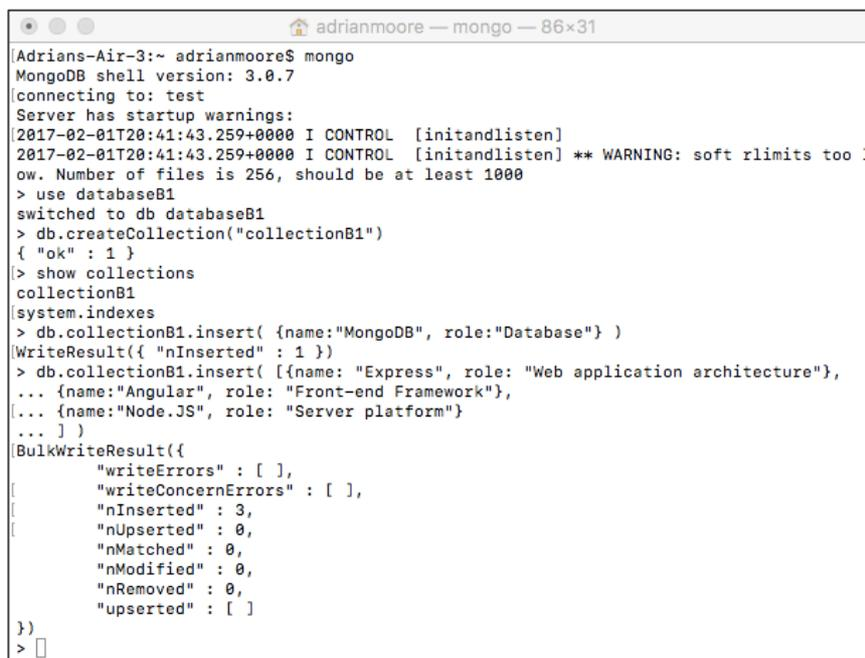 adrianmoore — mongo — 86×31
[Adrians-Air-3:~ adrianmoore$ mongo
MongoDB shell version: 3.0.7
[connecting to: test
Server has startup warnings:
[2017-02-01T20:41:43.259+0000 I CONTROL  [initandlisten]
2017-02-01T20:41:43.259+0000 I CONTROL  [initandlisten] ** WARNING: soft rlimits too l
ow. Number of files is 256, should be at least 1000
> use databaseB1
switched to db databaseB1
> db.createCollection("collectionB1")
{ "ok" : 1 }
[> show collections
collectionB1
[system.indexes
> db.collectionB1.insert( {name:"MongoDB", role:"Database"} )
[WriteResult({ "nInserted" : 1 })
> db.collectionB1.insert( [{name: "Express", role: "Web application architecture"},
... {name:"Angular", role: "Front-end Framework"},
[... {name:"Node.JS", role: "Server platform"}
... ] )
[BulkWriteResult({
        "writeErrors" : [ ],
[        "writeConcernErrors" : [ ],
[        "nInserted" : 3,
[        "nUpserted" : 0,
        "nMatched" : 0,
        "nModified" : 0,
        "nRemoved" : 0,
        "upserted" : [ ]
})
>